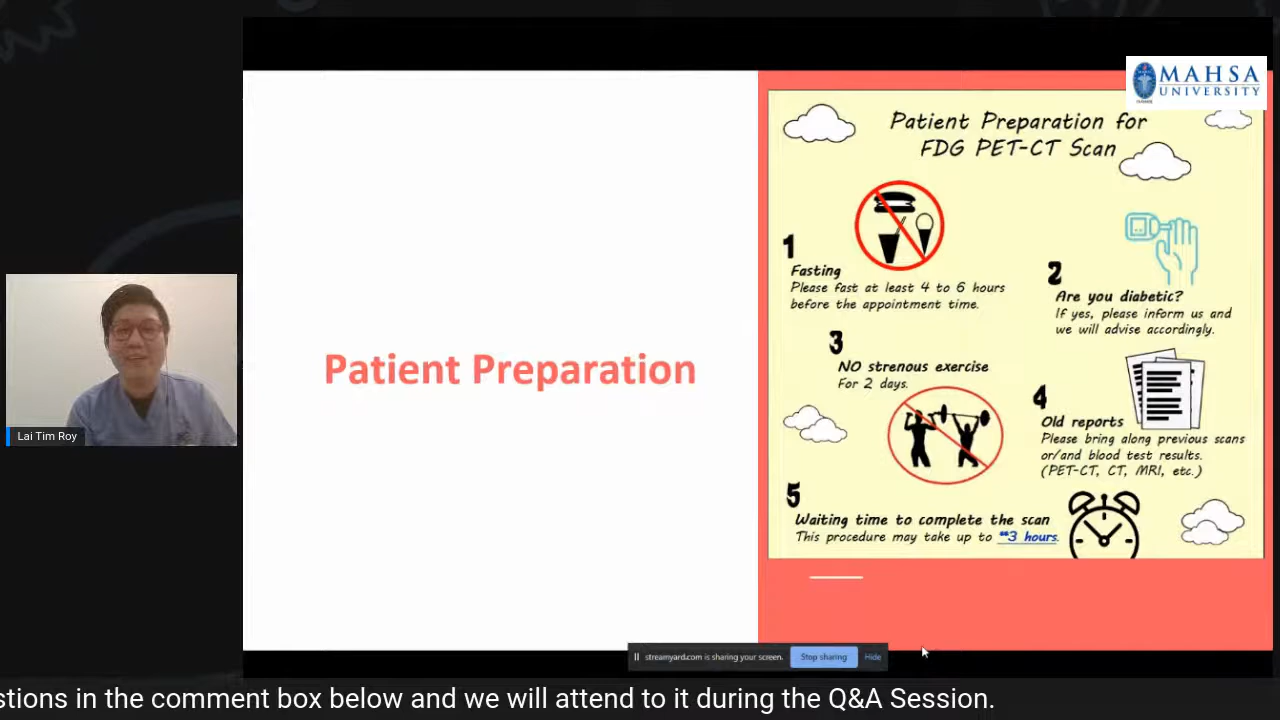 MAHSA
UNIVERSITY
Patient Preparation
Patient Preparation for
FDG PET-CT Scan
1
Fasting
Please fast at least 4 to 6 hours
before the appointment time.
2
Are you diabetic?
If yes, please inform us and
we will advise accordingly.
3
NO strenous exercise
For 2 days.
4
Old reports
Please bring along previous scans
or/and blood test results.
(PET-CT, CT, MRI, etc.)
5
Waiting time to complete the scan
This procedure may take up to **3 hours.
Lai Tim Roy
streamyard.com is sharing your screen.
Stop sharing
Hide
stions in the comment box below and we will attend to it during the Q&A Session.